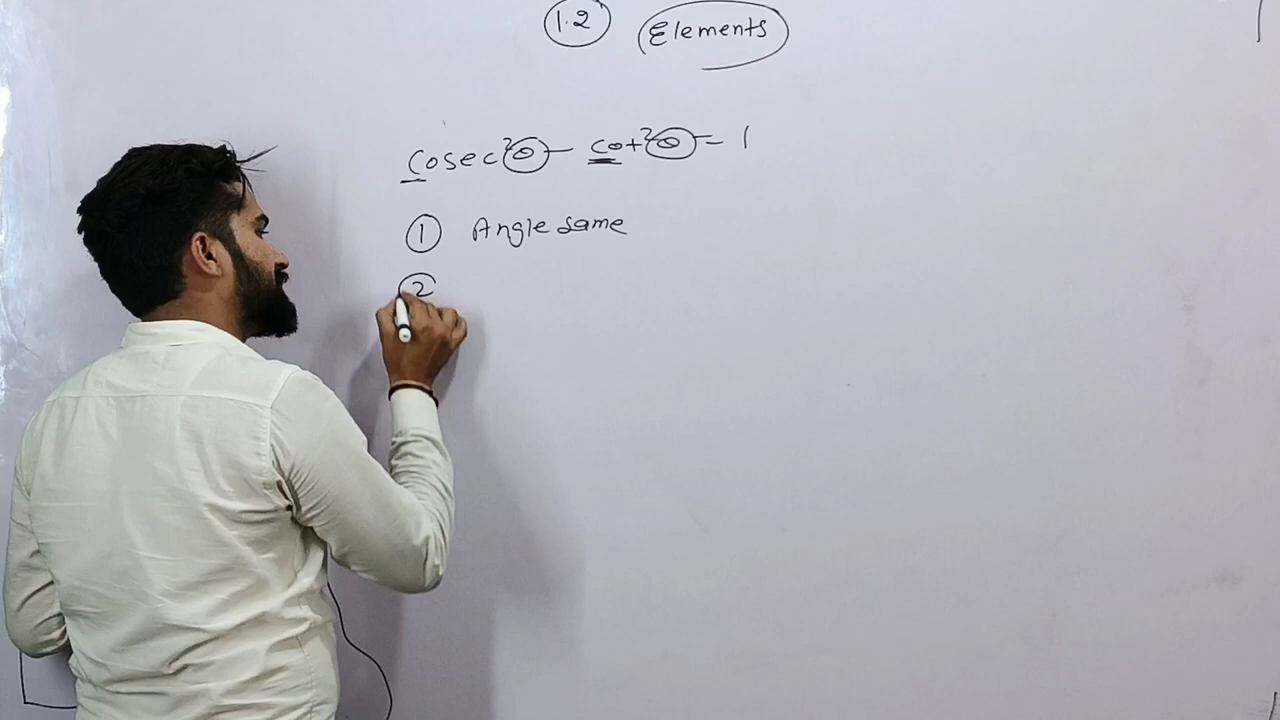 1.2 Elements
Cosec²θ - Cot²θ = 1
1 Angle same
2